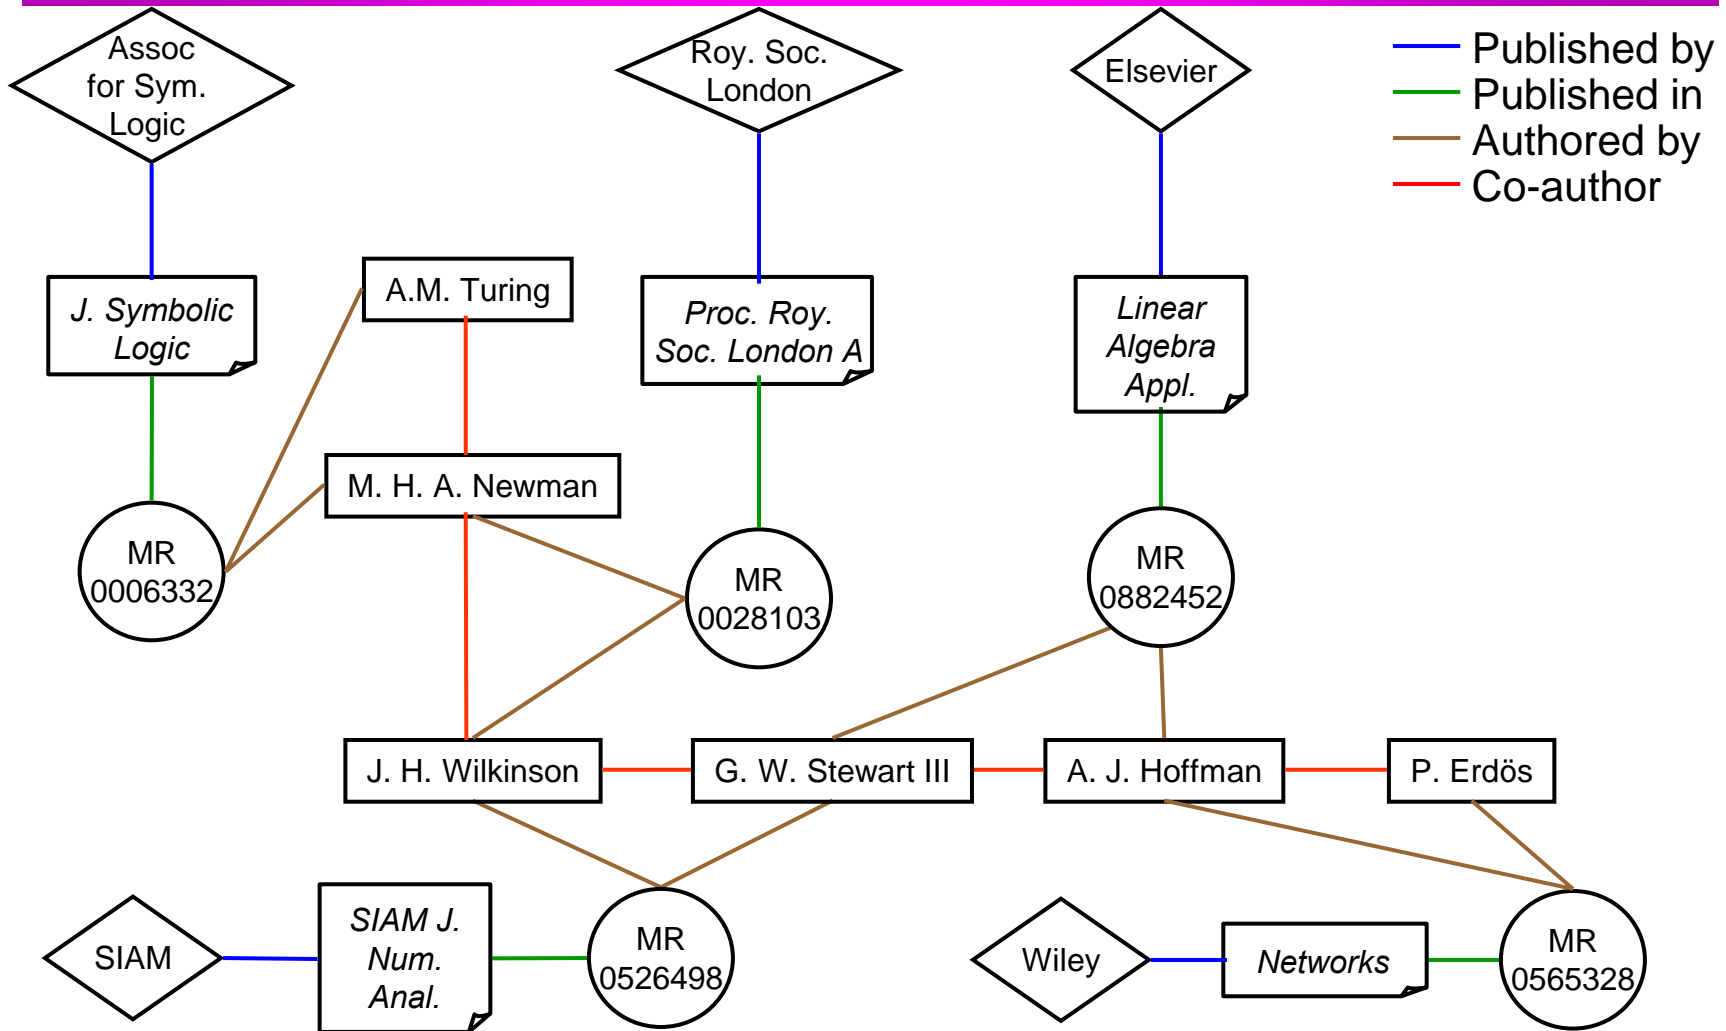 Assoc
for Sym.
Logic
Roy. Soc.
London
Elsevier
Published by
Published in
Authored by
Co-author
J. Symbolic
Logic
A.M. Turing
Proc. Roy.
Soc. London A
Linear
Algebra
Appl.
M. H. A. Newman
MR
0006332
MR
0028103
MR
0882452
J. H. Wilkinson
G. W. Stewart III
A. J. Hoffman
P. Erdös
SIAM
SIAM J.
Num.
Anal.
MR
0526498
Wiley
Networks
MR
0565328